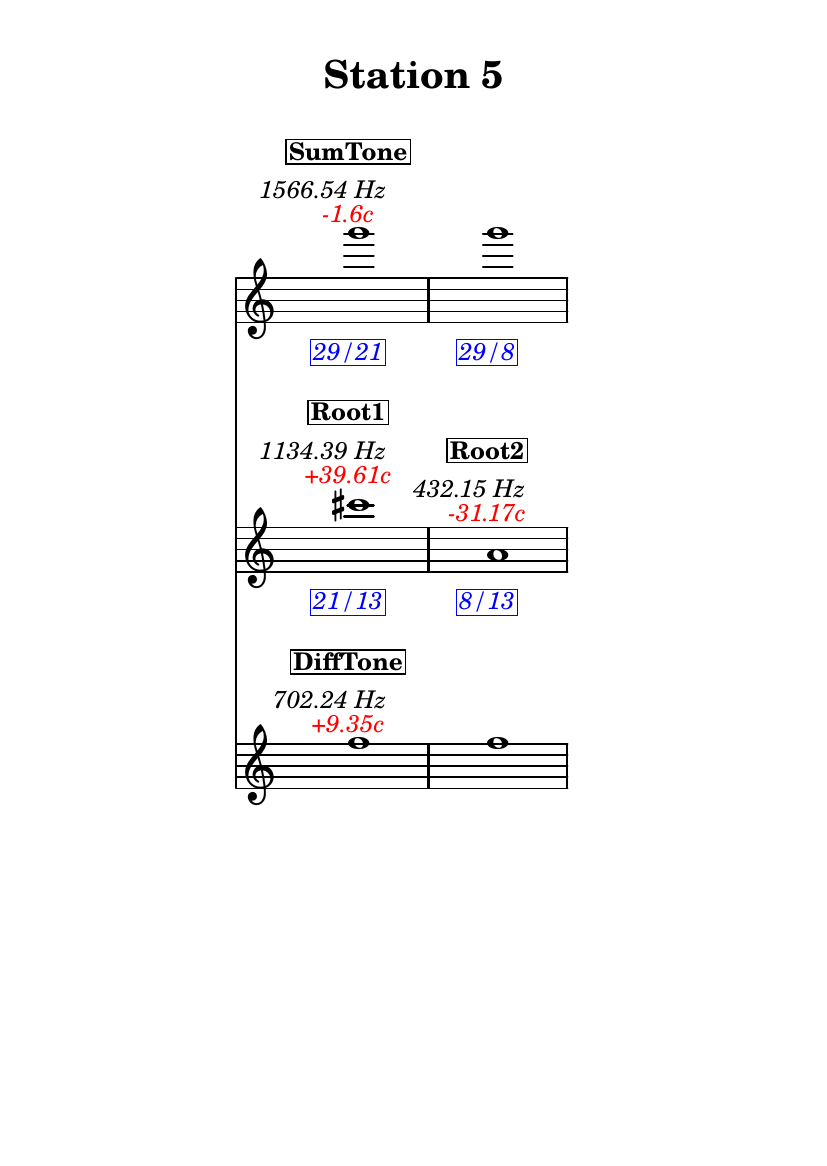 Station 5
SumTone
1566.54 Hz
-1.6c
29/21
29/8
Root1
1134.39 Hz
+39.61c
Root2
432.15 Hz
-31.17c
21/13
8/13
DiffTone
702.24 Hz
+9.35c